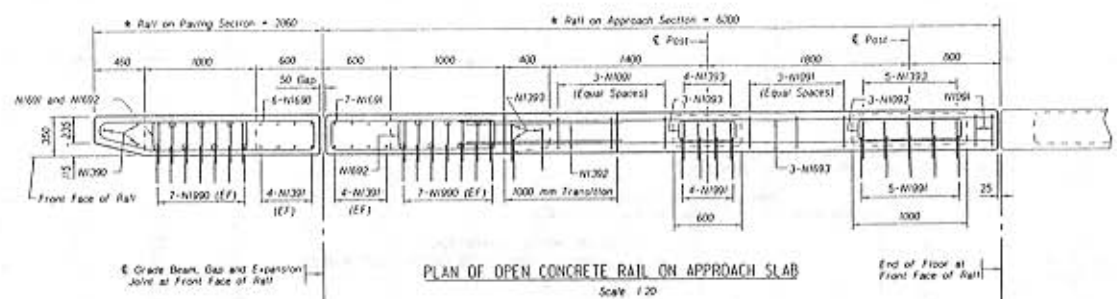 * Rail on Paving Section = 2060
* Rail on Approach Section = 6300
℄ Post
℄ Post
460
1000
600
600
1000
400
1400
1800
600
50 Gap
3-N1091
(Equal Spaces)
4-N1393
3-N1091
(Equal Spaces)
5-N1393
N1691 and N1692
6-N1690
7-N1691
N1393
3-N1093
3-N1092
N1091
350
235
115
N1390
N1692
N1392
3-N1693
Front Face of Rail
7-N1990 (EF)
4-N1391
(EF)
4-N1391
(EF)
7-N1990 (EF)
1000 mm Transition
4-N1991
5-N1991
25
600
1000
℄ Grade Beam, Gap and Expansion
Joint at Front Face of Rail
PLAN OF OPEN CONCRETE RAIL ON APPROACH SLAB
Scale 1:20
End of Floor at
Front Face of Rail